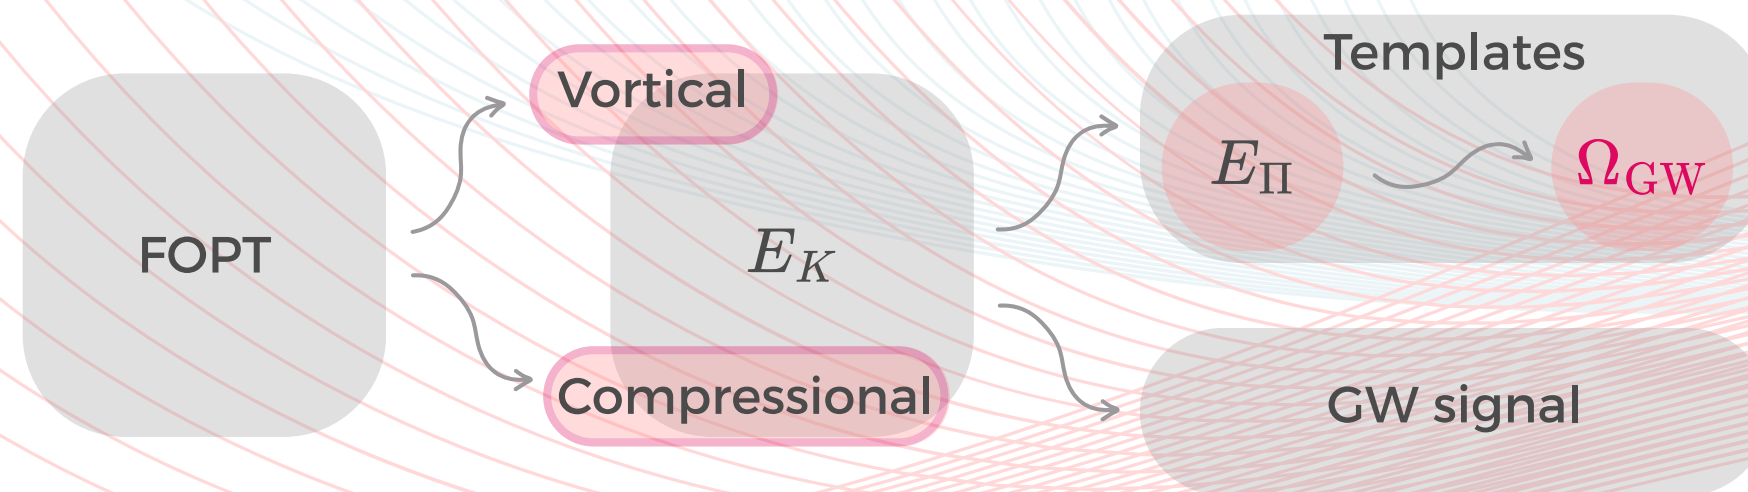 FOPT
Vortical
E_K
Compressional
Templates
E_Π
Ω_GW
GW signal